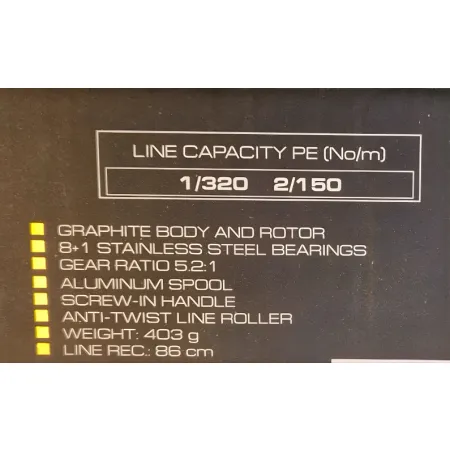 LINE CAPACITY PE (No/m)
1/320 2/150
GRAPHITE BODY AND ROTOR
8+1 STAINLESS STEEL BEARINGS
GEAR RATIO 5.2:1
ALUMINUM SPOOL
SCREW-IN HANDLE
ANTI-TWIST LINE ROLLER
WEIGHT: 403 g
LINE REC.: 86 cm